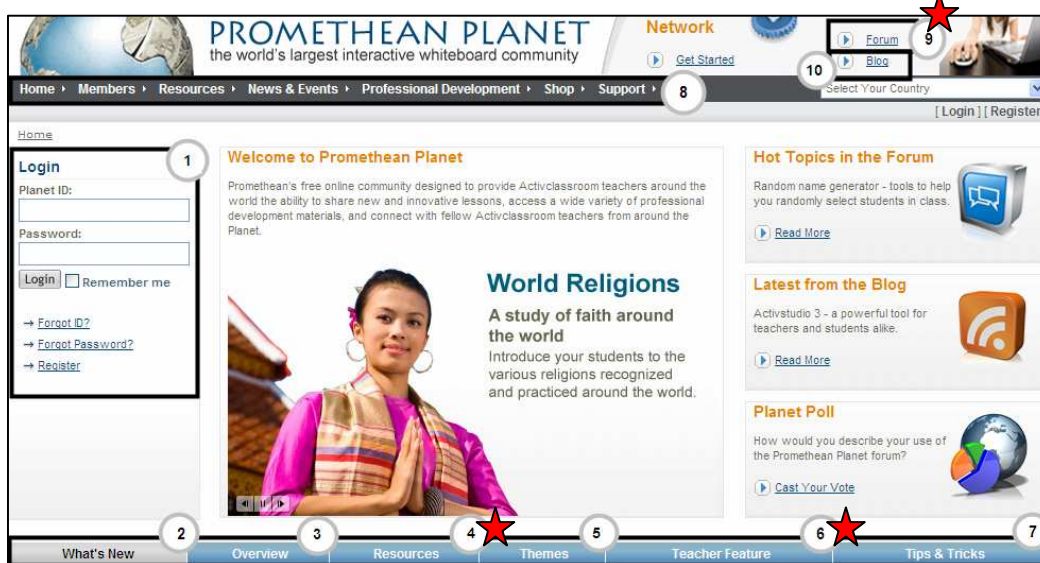 PROMETHEAN PLANET
the world's largest interactive whiteboard community
Network
Get Started
Forum
9
10
Blog
Home Members Resources News & Events Professional Development Shop Support
8
Select Your Country
[ Login ] [ Register
Home
1
Login
Planet ID:
Password:
Login Remember me
→ Forgot ID?
→ Forgot Password?
→ Register
Welcome to Promethean Planet
Promethean's free online community designed to provide Activclassroom teachers around the
world the ability to share new and innovative lessons, access a wide variety of professional
development materials, and connect with fellow Activclassroom teachers from around the
Planet.
World Religions
A study of faith around
the world
Introduce your students to the
various religions recognized
and practiced around the world.
Hot Topics in the Forum
Random name generator - tools to help
you randomly select students in class.
Read More
Latest from the Blog
Activstudio 3 - a powerful tool for
teachers and students alike.
Read More
Planet Poll
How would you describe your use of
the Promethean Planet forum?
Cast Your Vote
2 3 4 5 6 7
What's New Overview Resources Themes Teacher Feature Tips & Tricks